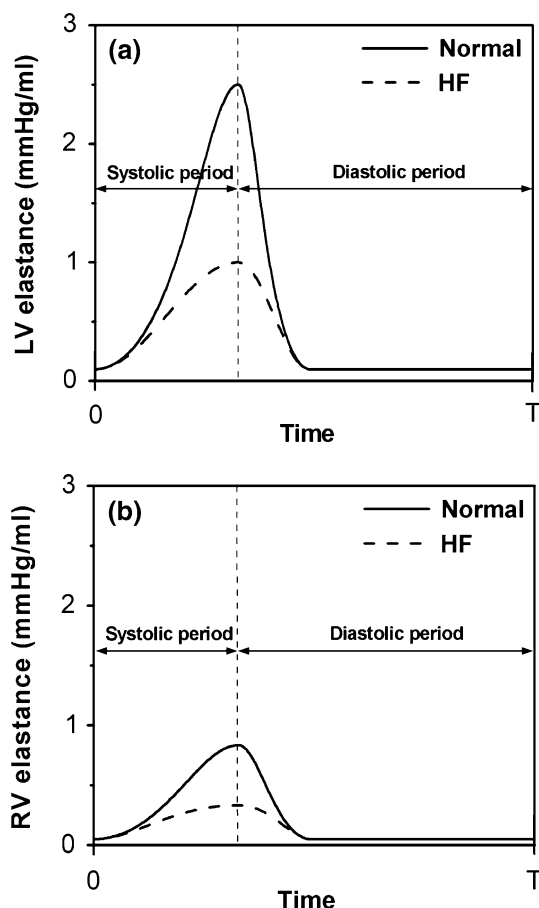 (a)
Normal
HF
3
2
1
0
LV elastance (mmHg/ml)
Systolic period
Diastolic period
0
Time
T
(b)
Normal
HF
3
2
1
0
RV elastance (mmHg/ml)
Systolic period
Diastolic period
0
Time
T